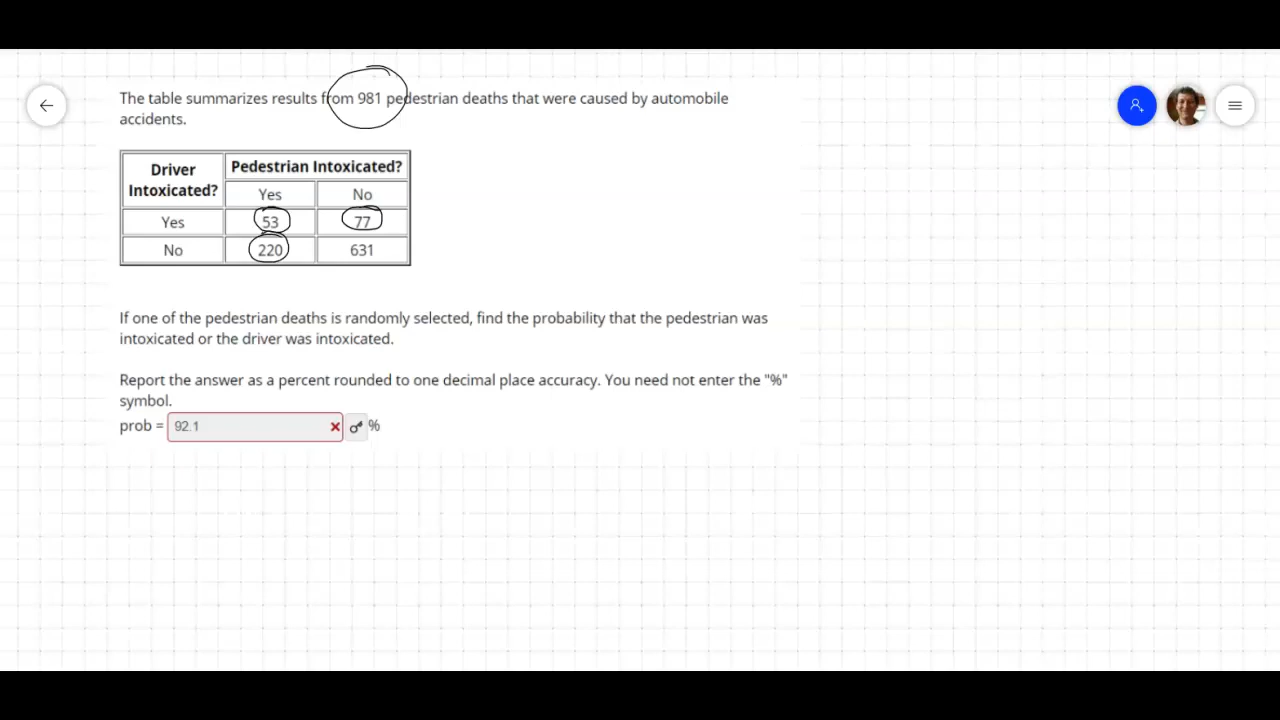 The table summarizes results from 981 pedestrian deaths that were caused by automobile
accidents.
Driver Intoxicated? Pedestrian Intoxicated?
Yes No
Yes 53 77
No 220 631
If one of the pedestrian deaths is randomly selected, find the probability that the pedestrian was
intoxicated or the driver was intoxicated.
Report the answer as a percent rounded to one decimal place accuracy. You need not enter the "%"
symbol.
prob = 92.1 %